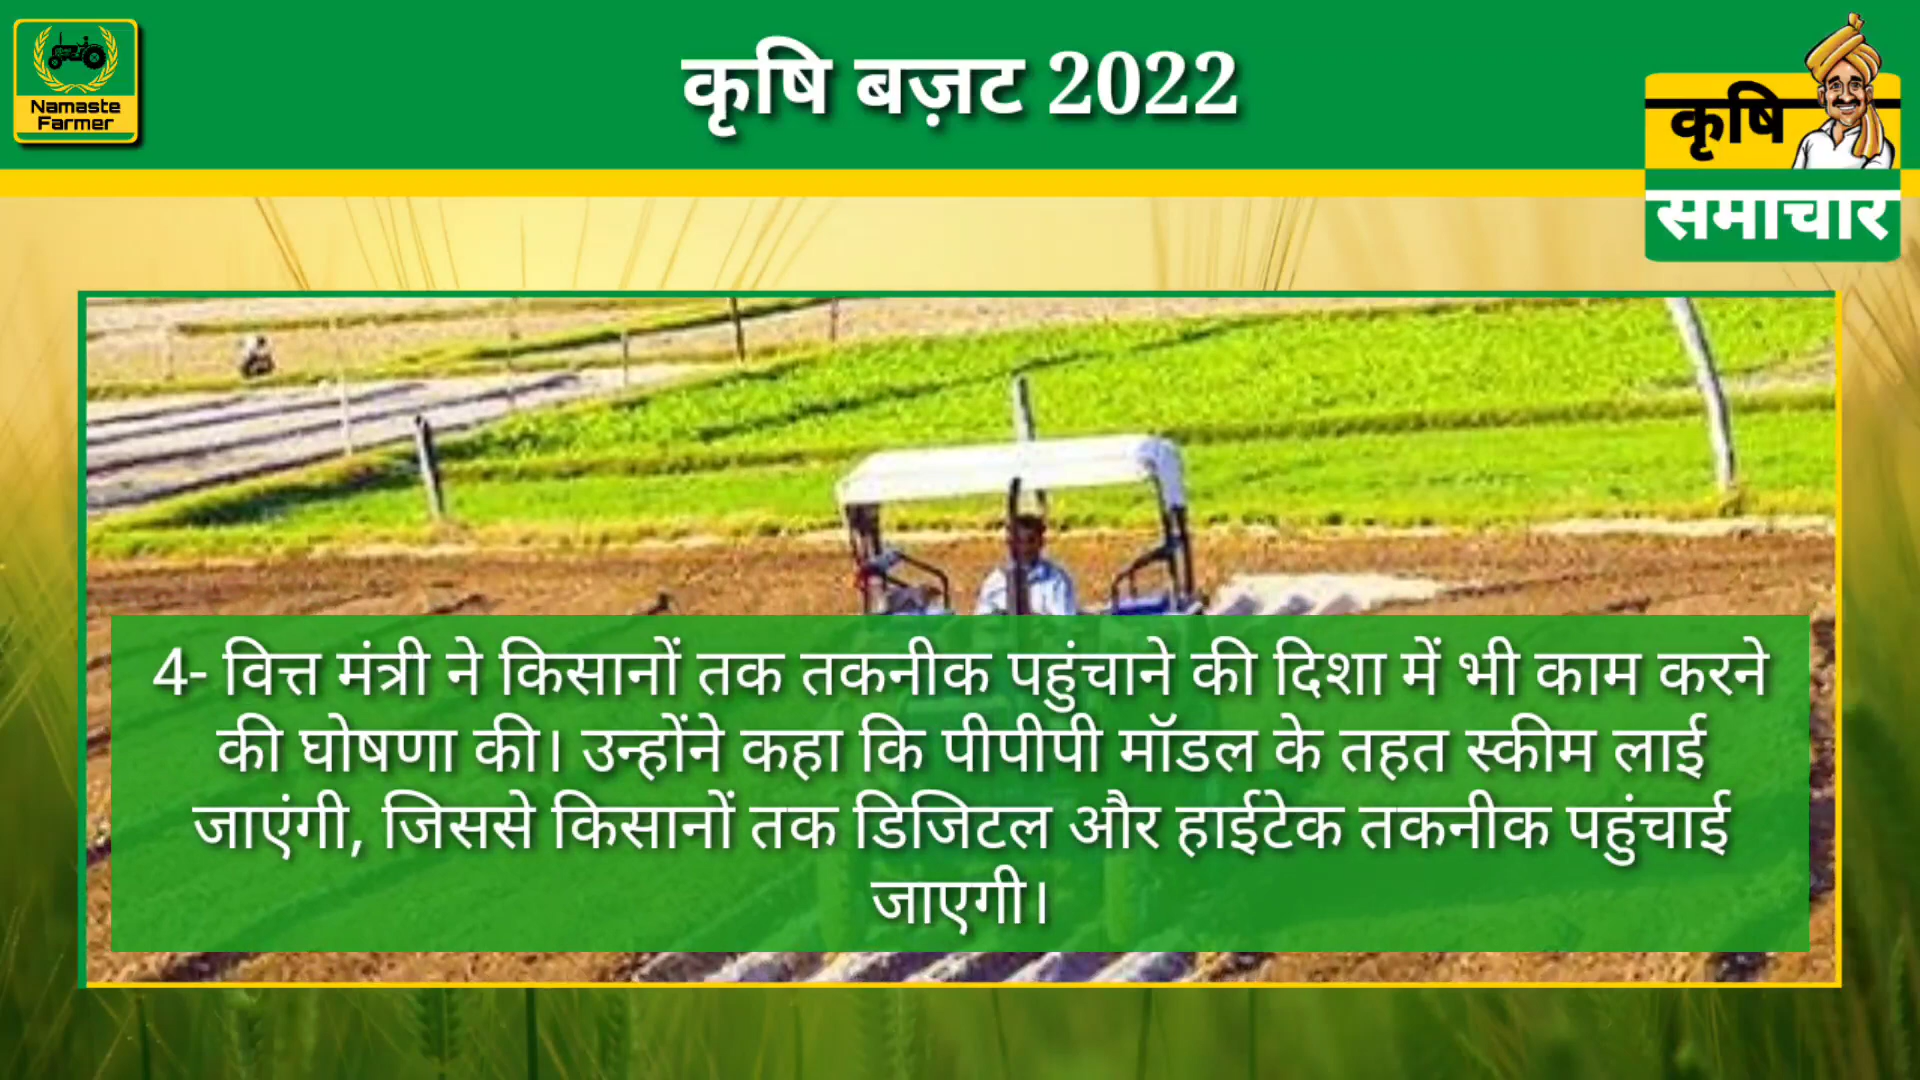 Namaste
Farmer
कृषि बज़ट 2022
कृषि
समाचार
4- वित्त मंत्री ने किसानों तक तकनीक पहुंचाने की दिशा में भी काम करने
की घोषणा की। उन्होंने कहा कि पीपीपी मॉडल के तहत स्कीम लाई
जाएंगी, जिससे किसानों तक डिजिटल और हाईटेक तकनीक पहुंचाई
जाएगी।